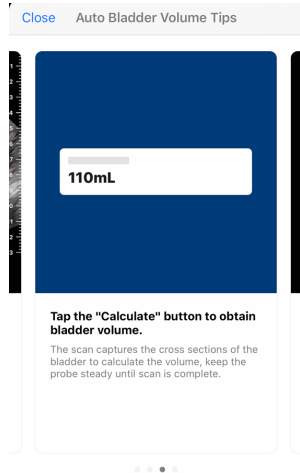 Close Auto Bladder Volume Tips
110mL
Tap the "Calculate" button to obtain
bladder volume.
The scan captures the cross sections of the
bladder to calculate the volume, keep the
probe steady until scan is complete.